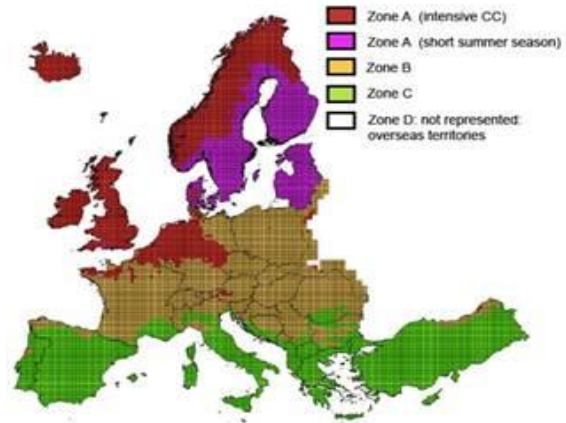 Zone A (intensive CC)
Zone A (short summer season)
Zone B
Zone C
Zone D: not represented:
overseas territories